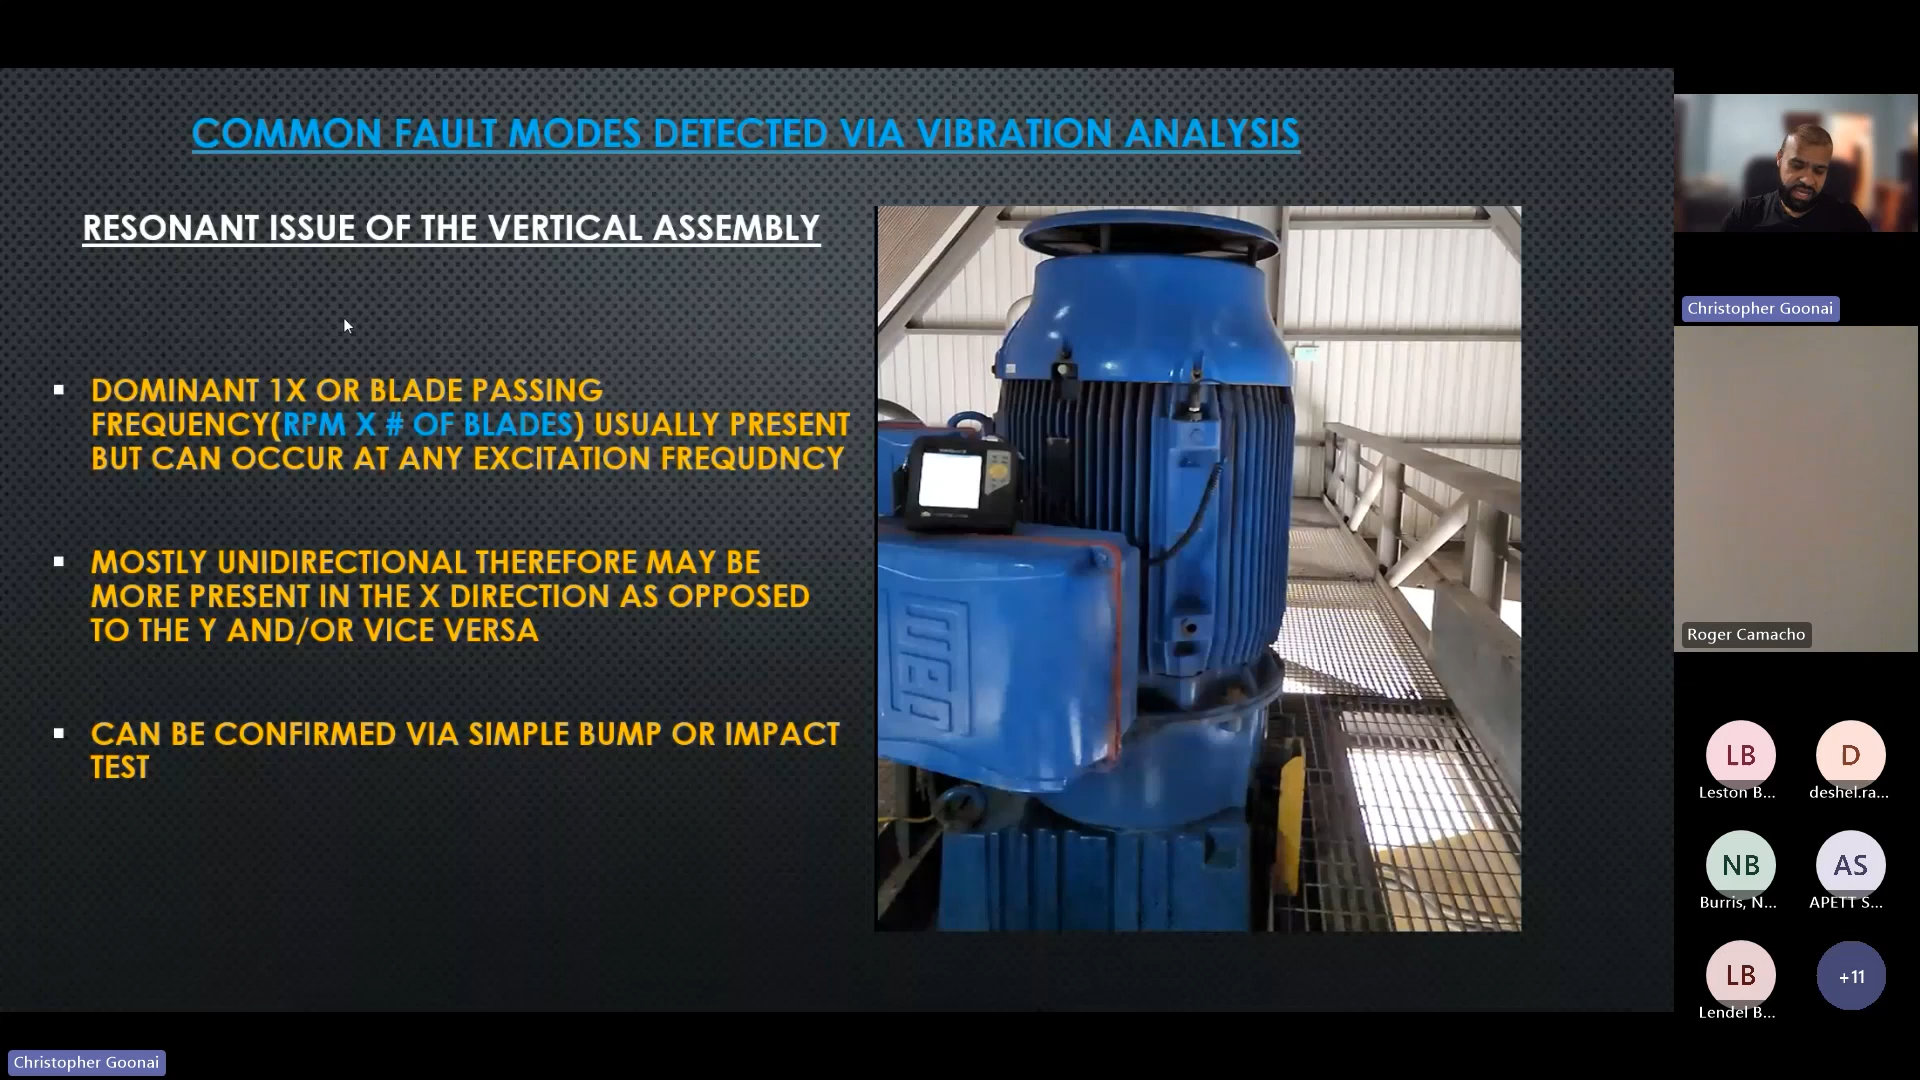 COMMON FAULT MODES DETECTED VIA VIBRATION ANALYSIS
RESONANT ISSUE OF THE VERTICAL ASSEMBLY
DOMINANT 1X OR BLADE PASSING
FREQUENCY(RPM X # OF BLADES) USUALLY PRESENT
BUT CAN OCCUR AT ANY EXCITATION FREQUDNCY
MOSTLY UNIDIRECTIONAL THEREFORE MAY BE
MORE PRESENT IN THE X DIRECTION AS OPPOSED
TO THE Y AND/OR VICE VERSA
CAN BE CONFIRMED VIA SIMPLE BUMP OR IMPACT
TEST
Christopher Goonai
Roger Camacho
LB
Leston B...
D
deshel.ra...
NB
Burris, N...
AS
APETT S...
LB
Lendel B...
+11
Christopher Goonai